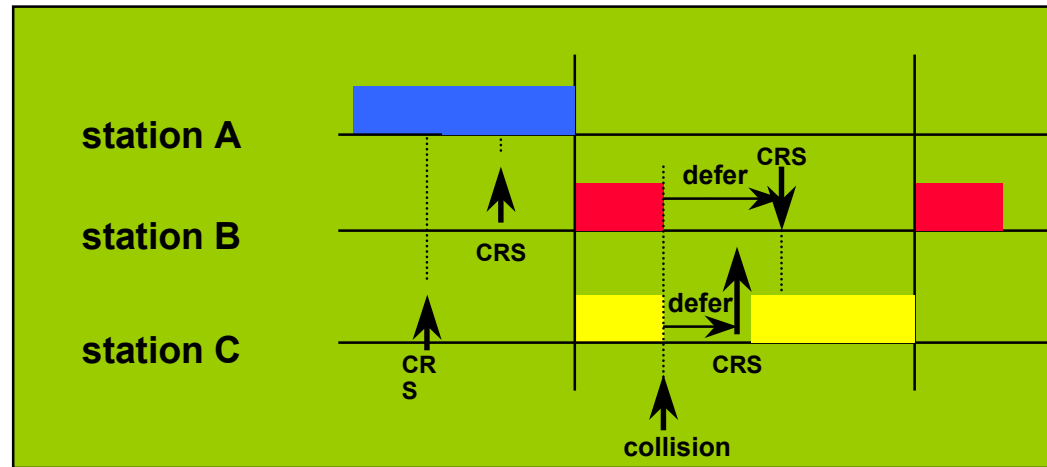 station A
CRS
defer
station B
CRS
defer
station C
CR
S
CRS
collision